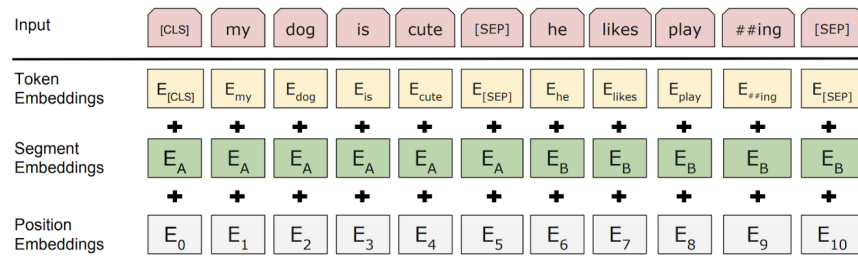 Input [CLS] my dog is cute [SEP] he likes play ##ing [SEP]
Token
Embeddings E[CLS] Emy Edog Eis Ecute E[SEP] Ehe Elikes Eplay E##ing E[SEP]
+ + + + + + + + + + +
Segment
Embeddings EA EA EA EA EA EA EB EB EB EB EB
+ + + + + + + + + + +
Position
Embeddings E0 E1 E2 E3 E4 E5 E6 E7 E8 E9 E10